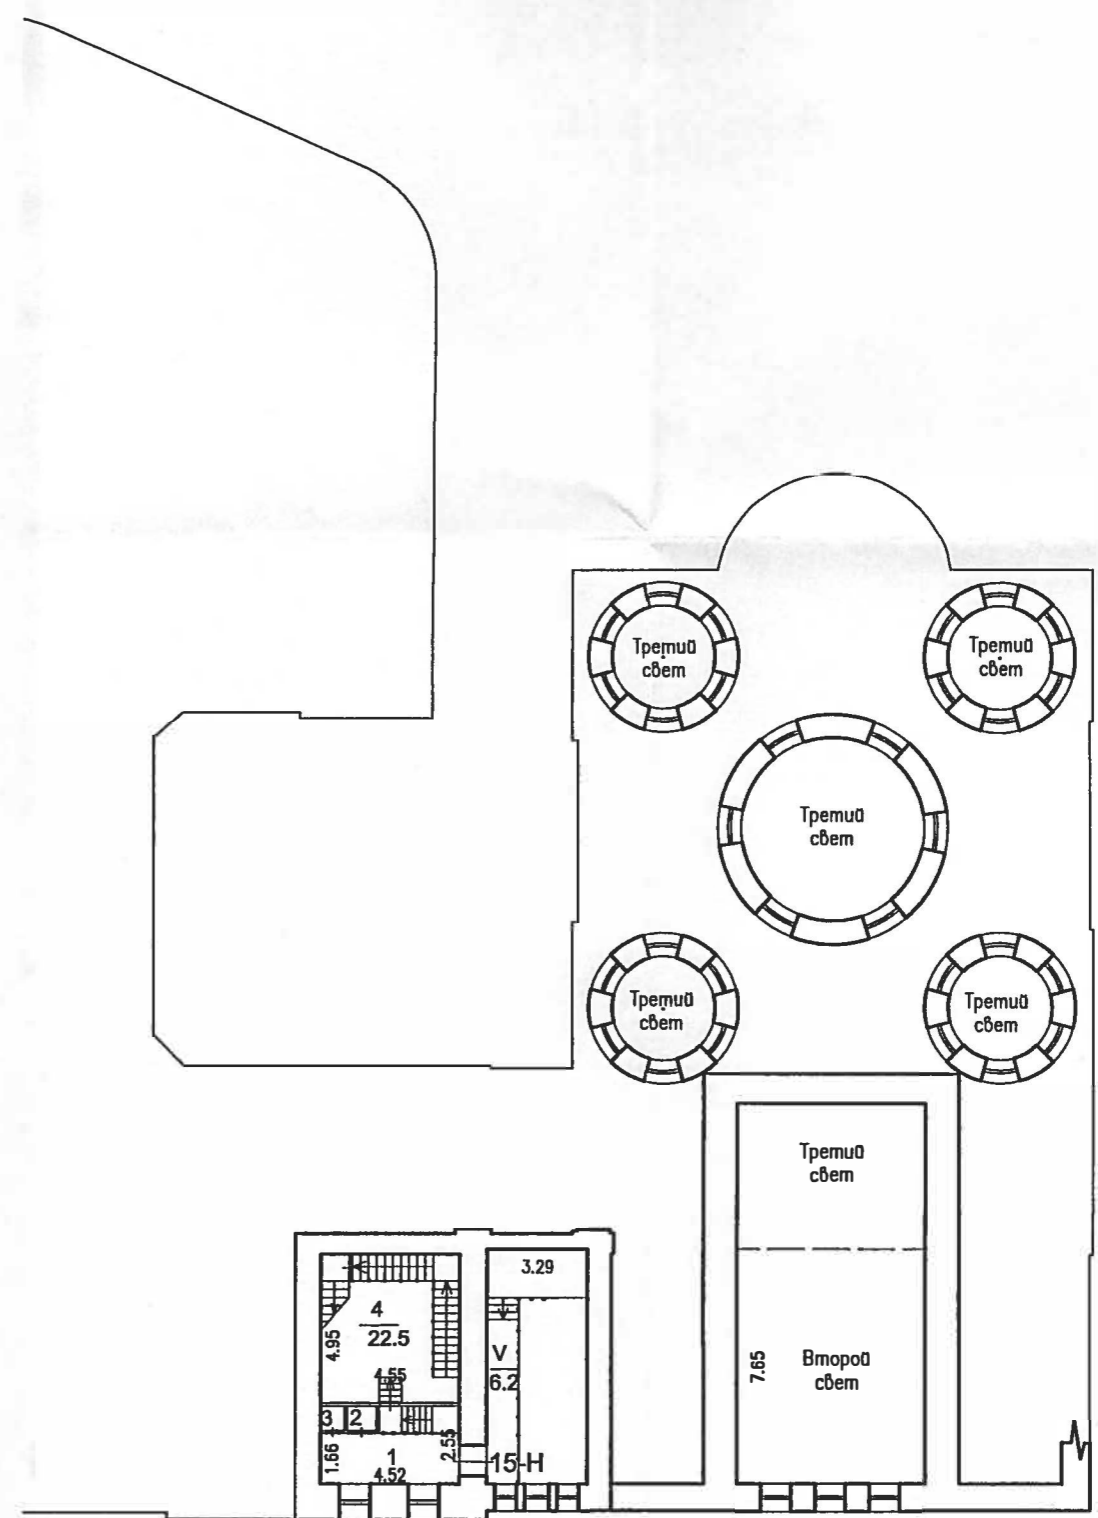 Третий
свет
Третий
свет
Третий
свет
Третий
свет
Третий
свет
Третий
свет
3.29
4
22.5
4.95
4.55
V
6.2
7.65
Второй
свет
3
2
1.66
1
4.52
2.55
15-Н